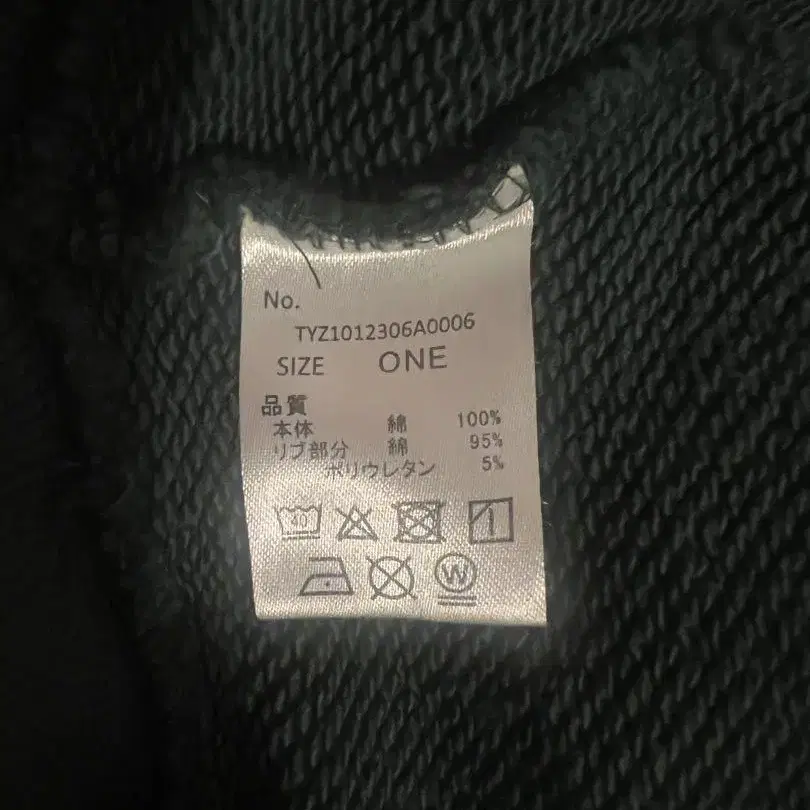 No.
TYZ1012306A0006
SIZE ONE
品質
本体 綿 100%
リブ部分 綿 95%
ポリウレタン 5%
40
W